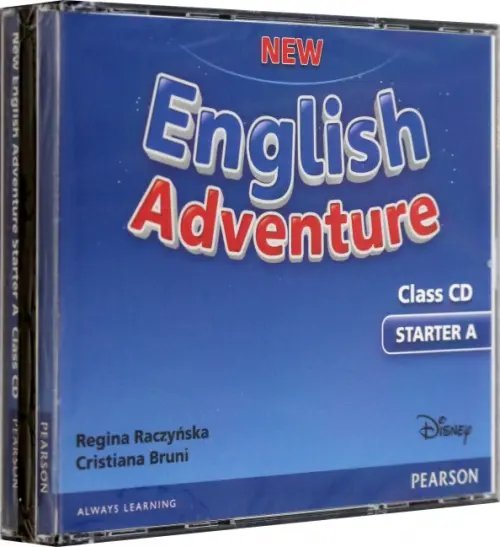 NEW
English
Adventure
Class CD
STARTER A
Regina Raczyńska
Cristiana Bruni
Disney
PEARSON
ALWAYS LEARNING
New English Adventure Starter A Class CD PEARSON
PEARSON